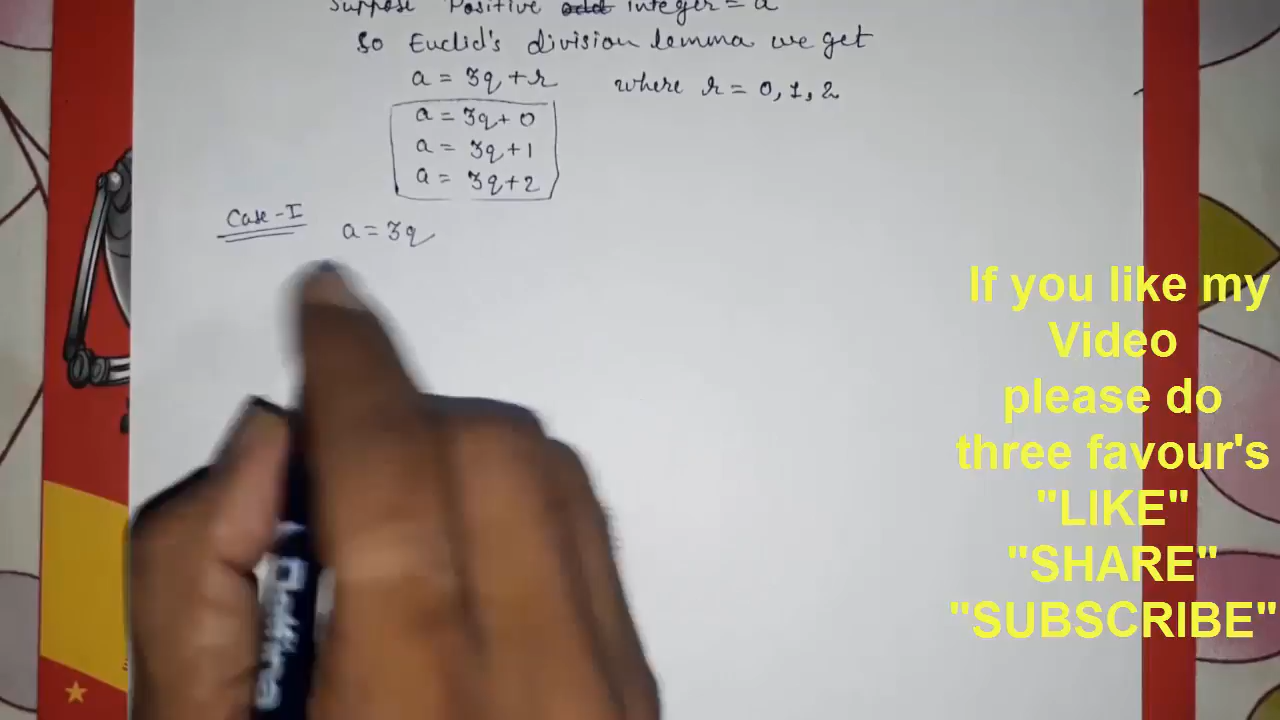 Suppose Positive odd integer = a
So Euclid's division lemma we get
a = 3q + r where r = 0, 1, 2
a = 3q + 0
a = 3q + 1
a = 3q + 2
Case - I a = 3q
If you like my
Video
please do
three favour's
"LIKE"
"SHARE"
"SUBSCRIBE"